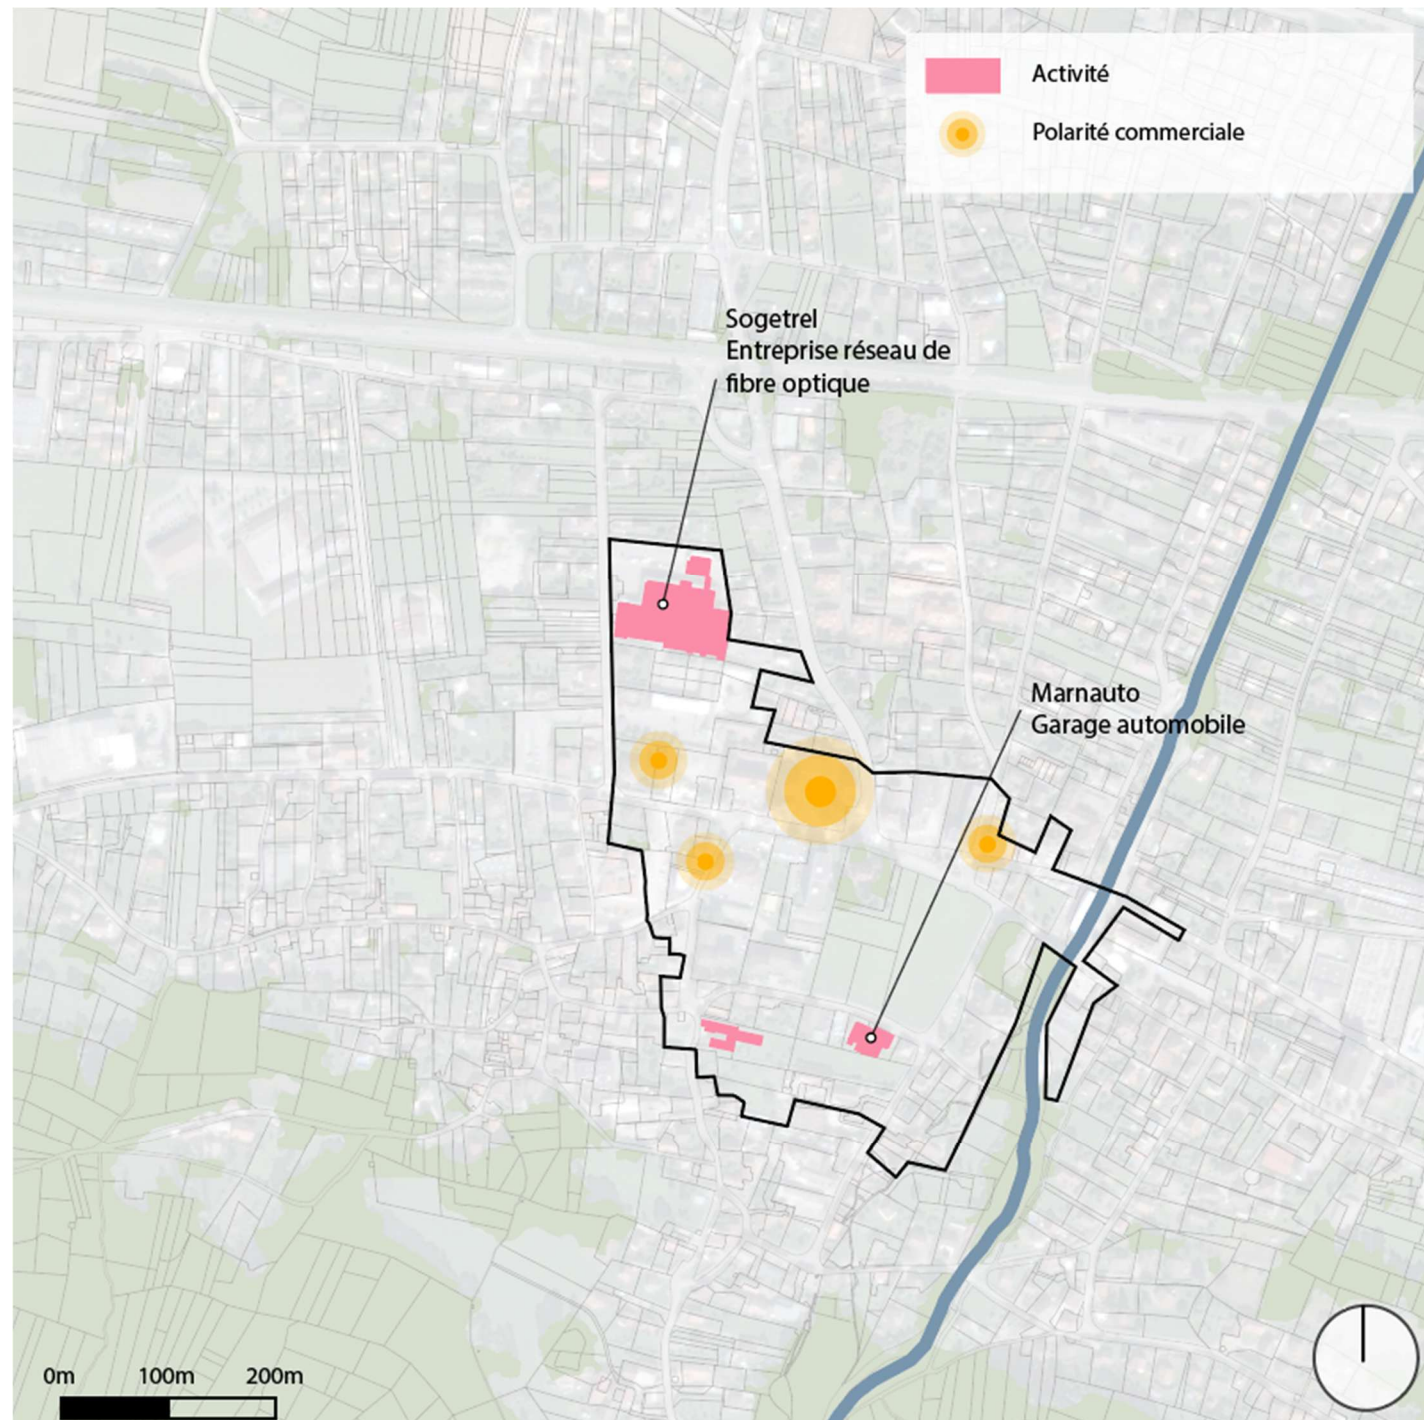 Activité
Polarité commerciale
Sogetrel
Entreprise réseau de
fibre optique
Marnauto
Garage automobile
0m 100m 200m